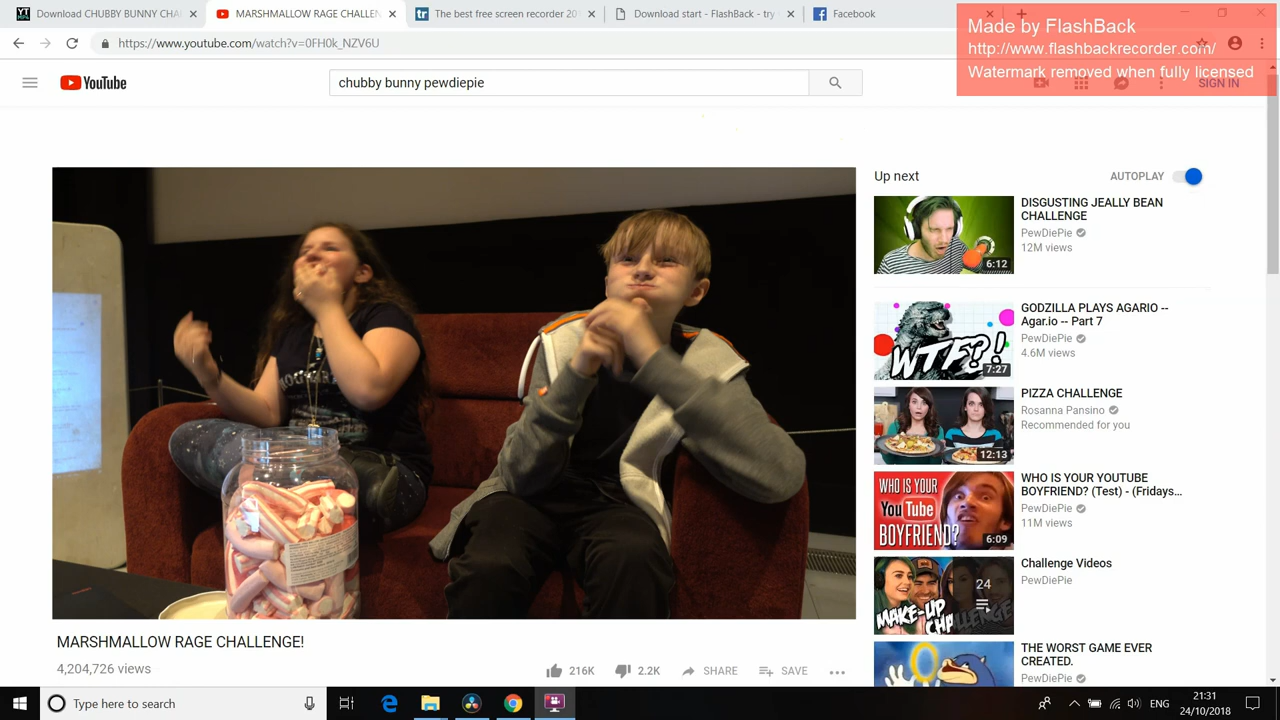 Download CHUBBY BUNNY CHA
MARSHMALLOW RAGE CHALLEN
The best free screen recorder 201
Download start - FlashBack - try
Facebook
Made by FlashBack
http://www.flashbackrecorder.com/
Watermark removed when fully licensed
https://www.youtube.com/watch?v=0FH0k_NZV6U
YouTube
chubby bunny pewdiepie
SIGN IN
Up next
AUTOPLAY
DISGUSTING JEALLY BEAN
CHALLENGE
PewDiePie
12M views
6:12
GODZILLA PLAYS AGARIO --
Agar.io -- Part 7
PewDiePie
4.6M views
WTF?!
7:27
PIZZA CHALLENGE
Rosanna Pansino
Recommended for you
12:13
WHO IS YOUR YOUTUBE
BOYFRIEND? (Test) - (Fridays...
PewDiePie
11M views
WHO IS YOUR
YouTube
BOYFRIEND?
6:09
Challenge Videos
PewDiePie
24
MAKE-UP
CHALLENGE
THE WORST GAME EVER
CREATED.
PewDiePie
MARSHMALLOW RAGE CHALLENGE!
4,204,726 views
216K
2.2K
SHARE
SAVE
Type here to search
ENG
21:31
24/10/2018